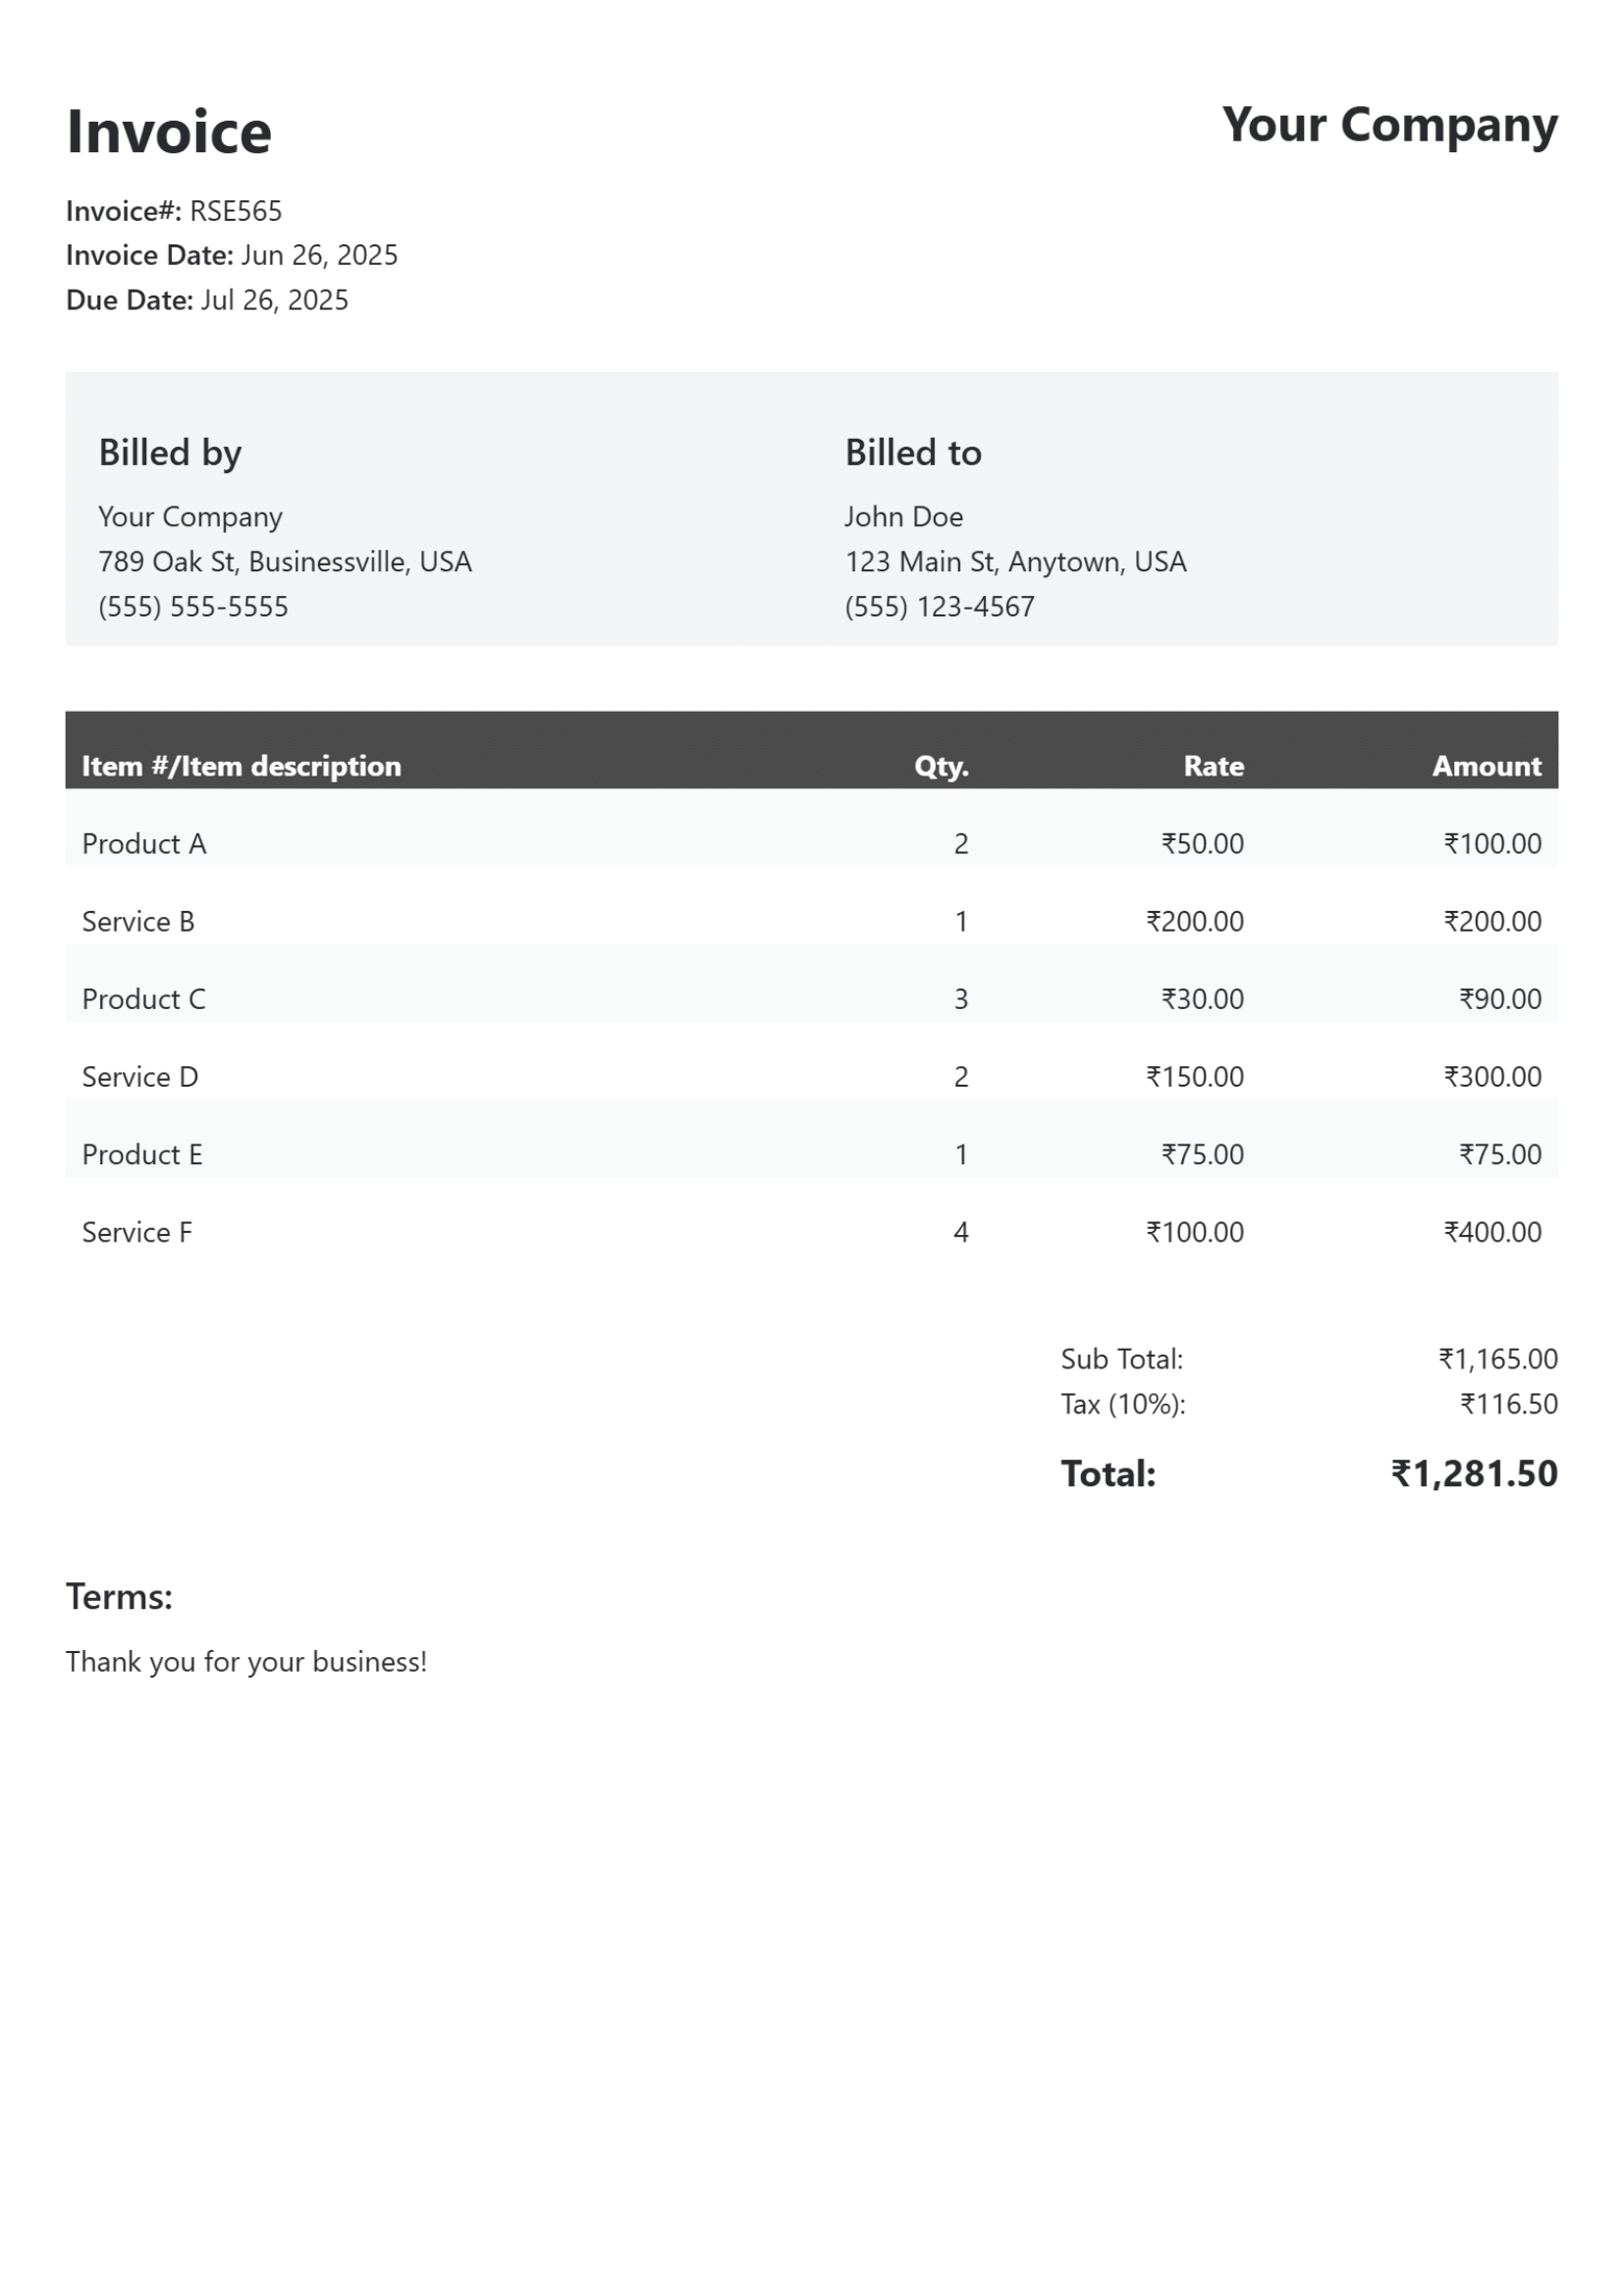 Invoice
Your Company
Invoice#: RSE565
Invoice Date: Jun 26, 2025
Due Date: Jul 26, 2025
Billed by
Your Company
789 Oak St, Businessville, USA
(555) 555-5555
Billed to
John Doe
123 Main St, Anytown, USA
(555) 123-4567
Item #/Item description Qty. Rate Amount
Product A 2 ₹50.00 ₹100.00
Service B 1 ₹200.00 ₹200.00
Product C 3 ₹30.00 ₹90.00
Service D 2 ₹150.00 ₹300.00
Product E 1 ₹75.00 ₹75.00
Service F 4 ₹100.00 ₹400.00
Sub Total: ₹1,165.00
Tax (10%): ₹116.50
Total: ₹1,281.50
Terms:
Thank you for your business!